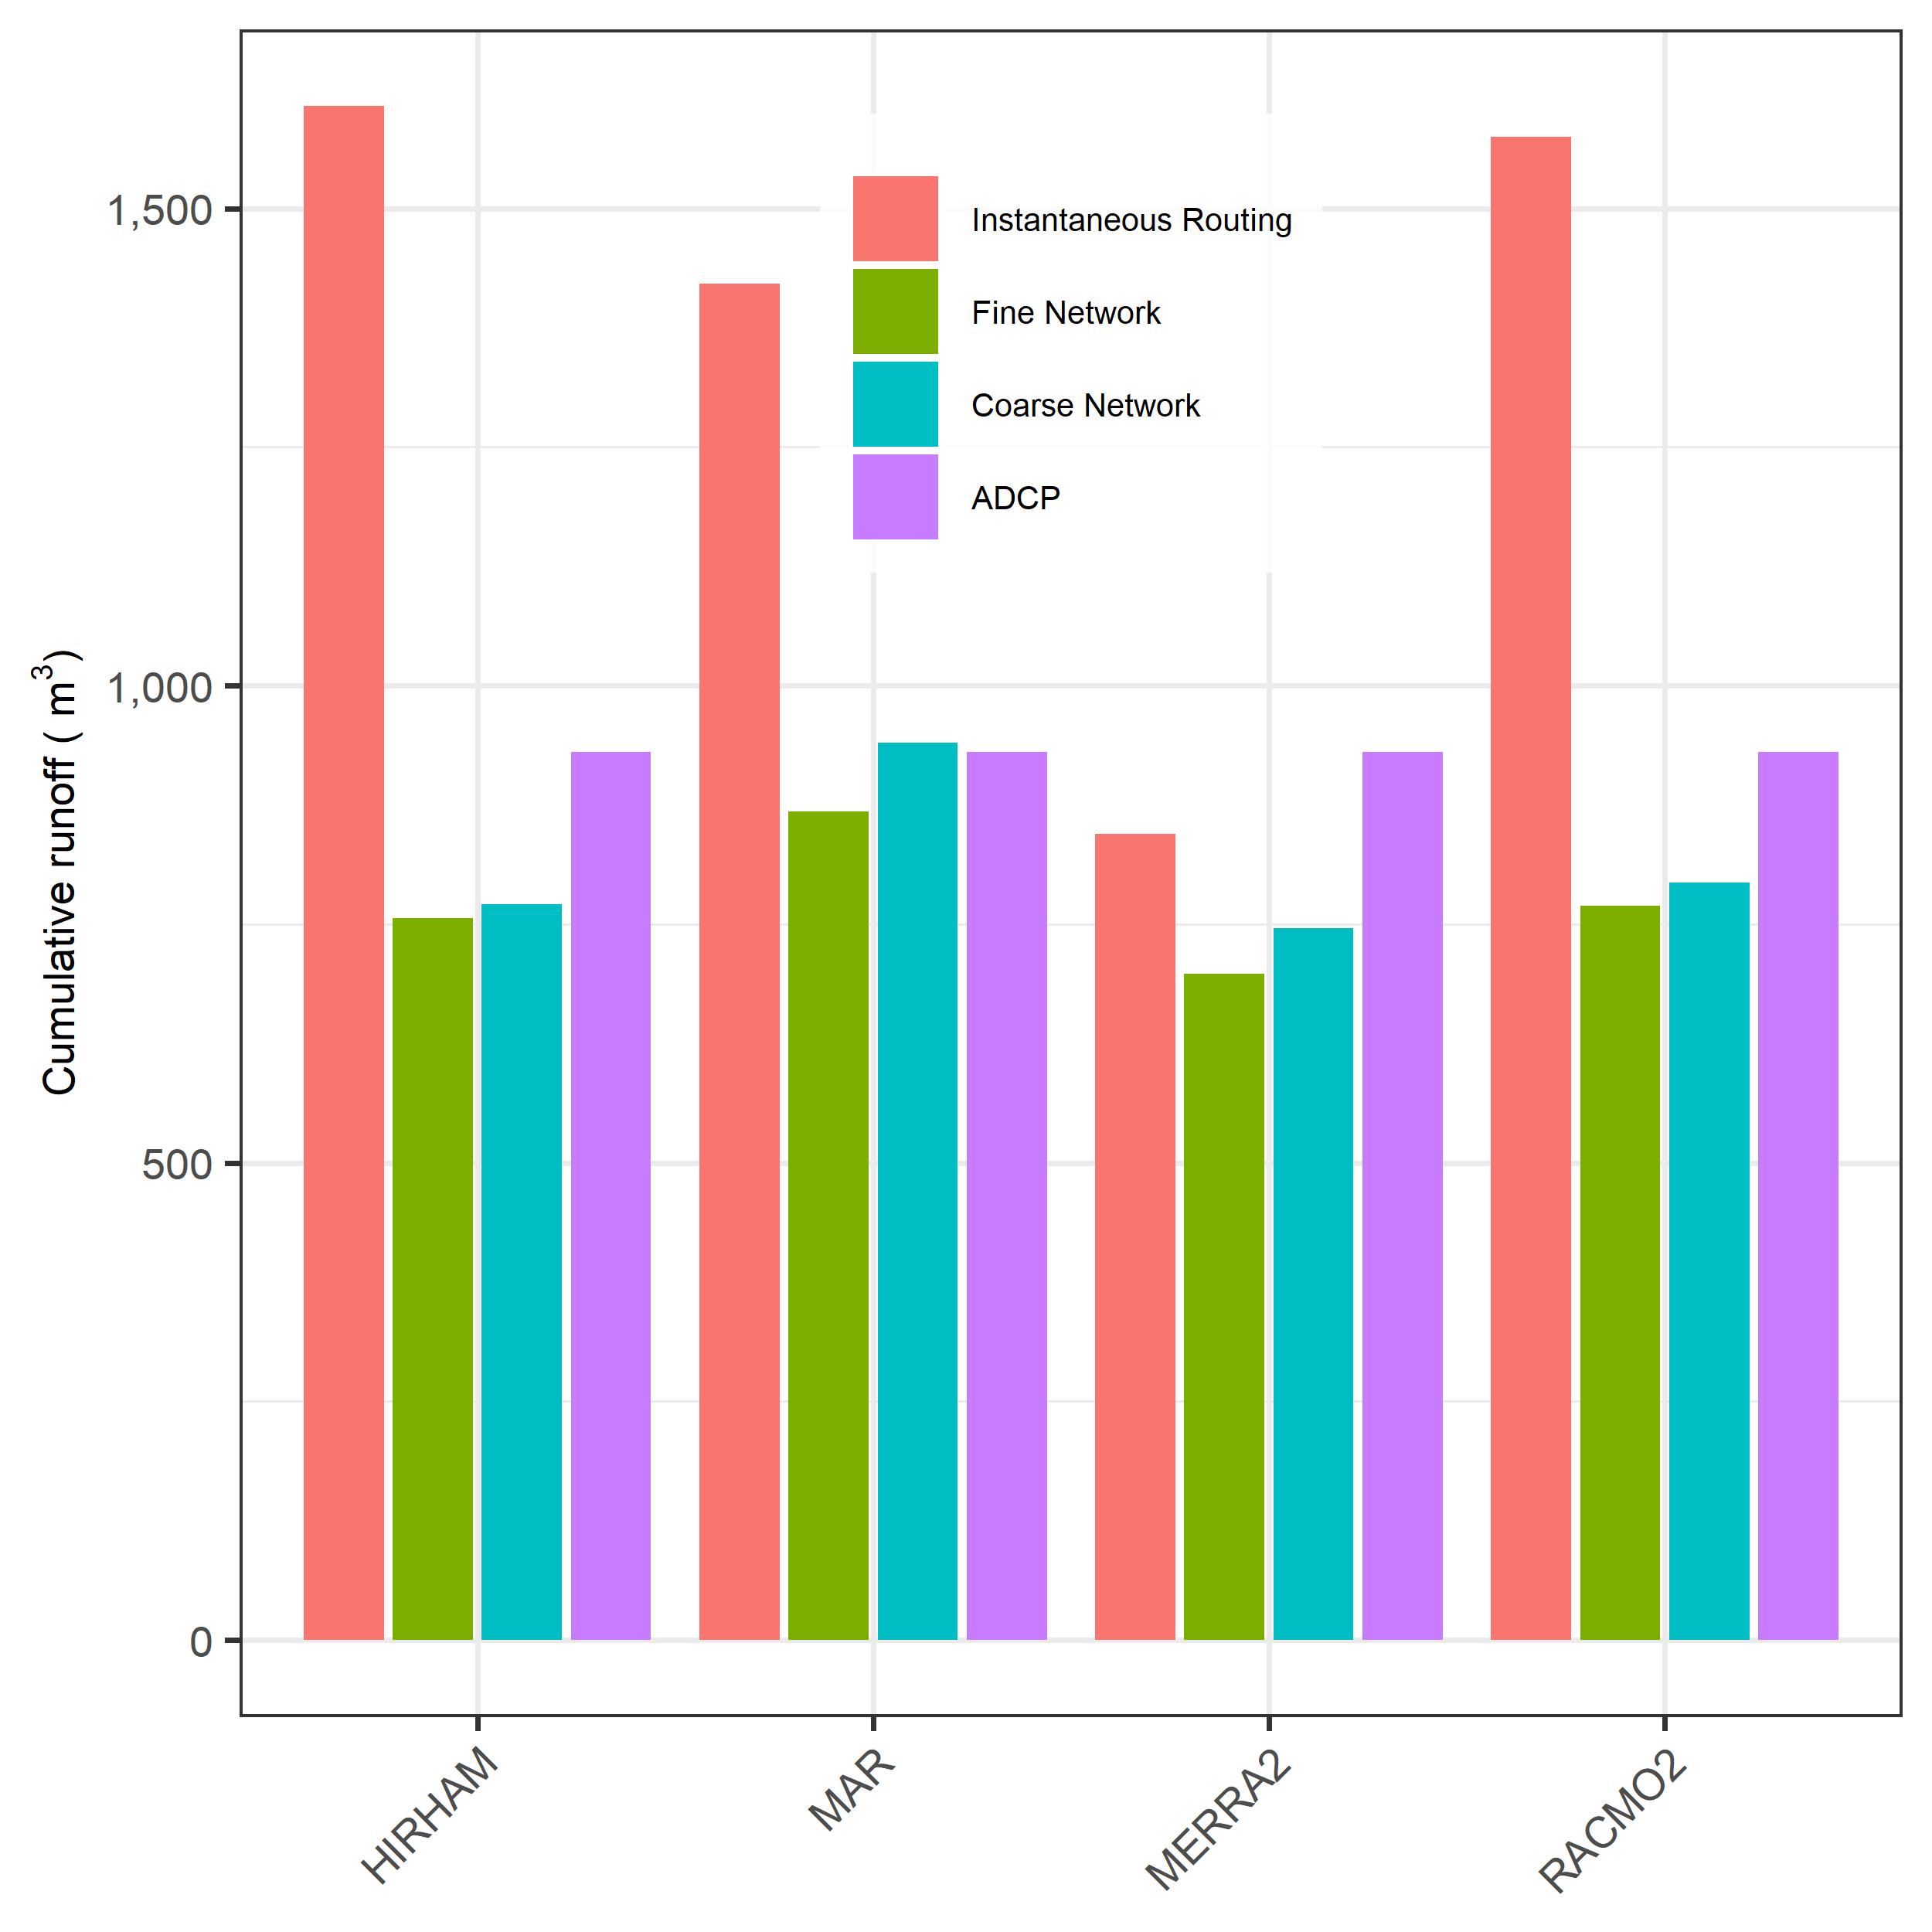 1,500
1,000
500
0
Cumulative runoff ( m³)
Instantaneous Routing
Fine Network
Coarse Network
ADCP
HIRHAM
MAR
MERRA2
RACMO2